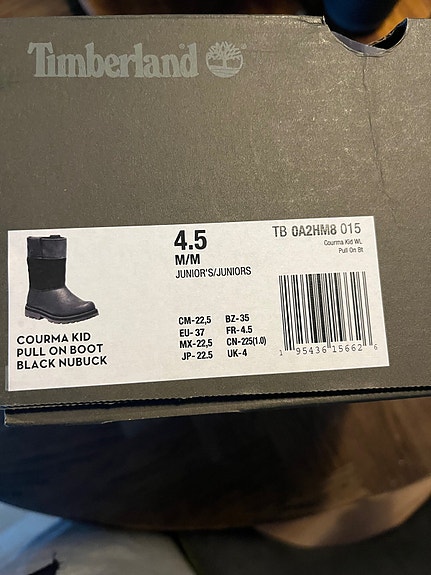 Timberland
4.5
M/M
JUNIOR'S/JUNIORS
TB 0A2HM8 015
Courma Kid WL
Pull On Bt
COURMA KID
PULL ON BOOT
BLACK NUBUCK
CM-22,5 BZ-35
EU- 37 FR-4.5
MX-22,5 CN-225(1.0)
JP- 22.5 UK-4
1 95436 15662 6